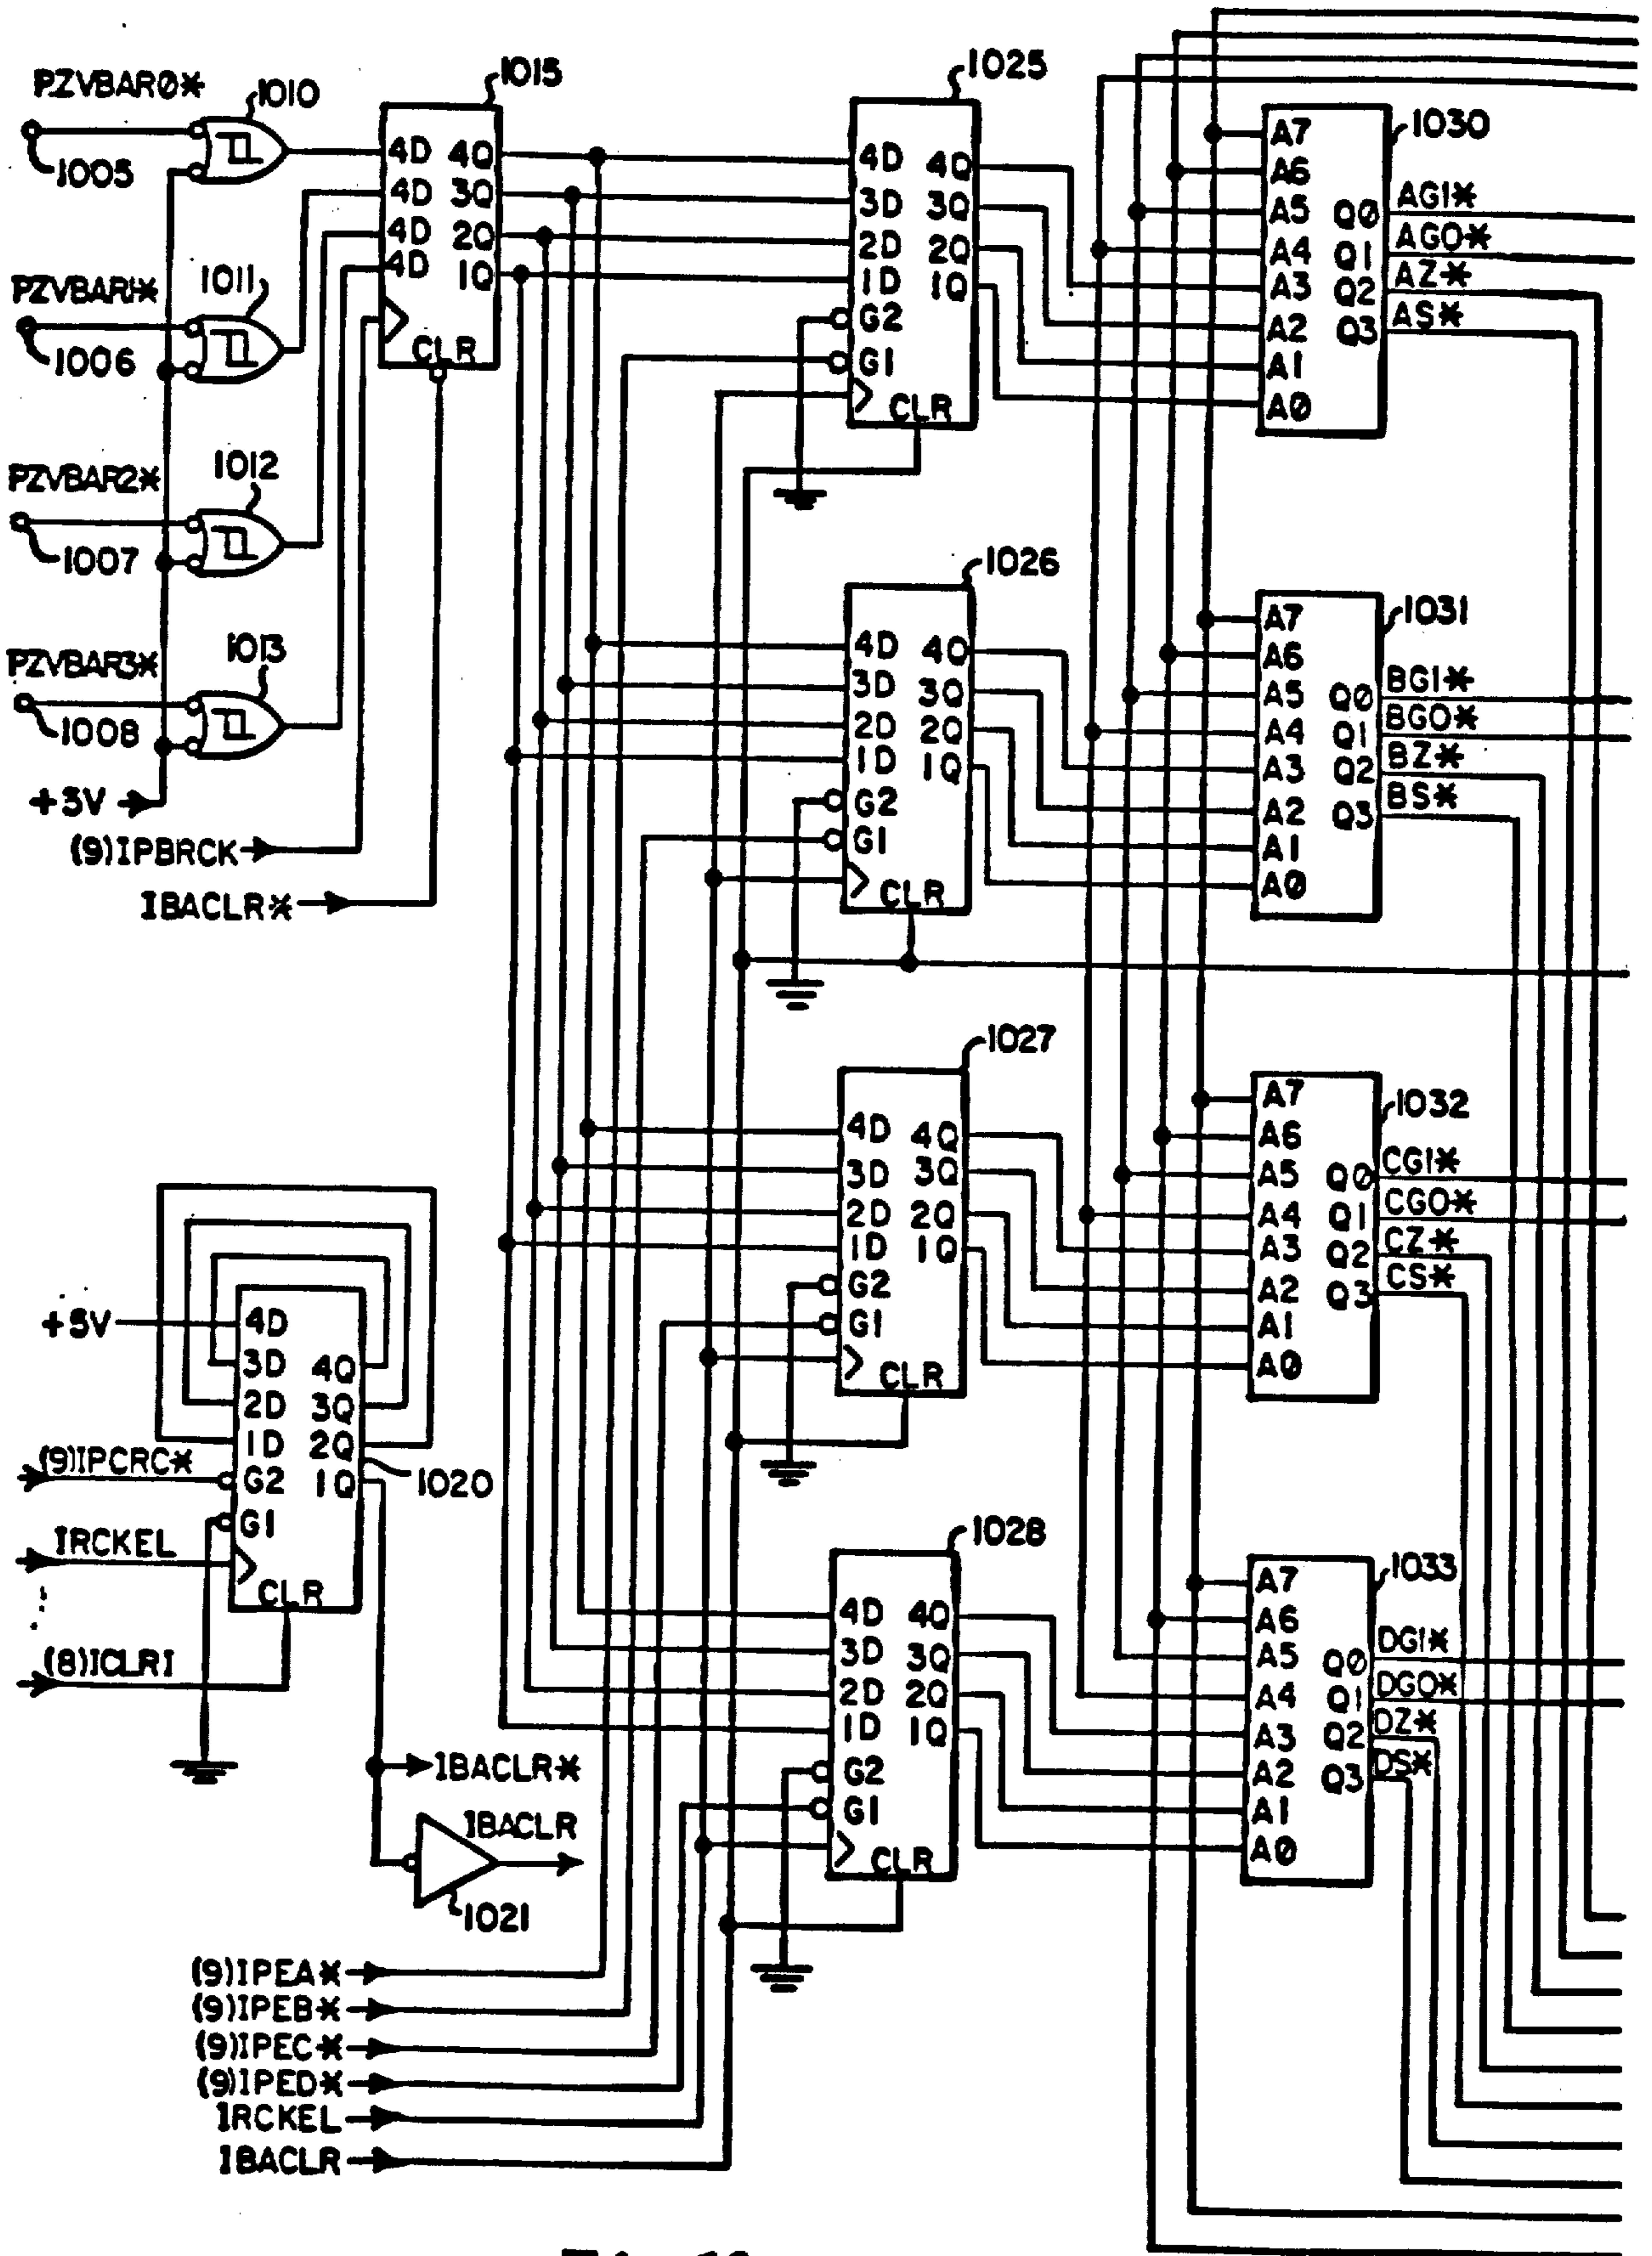 PZVBAR0*
1010
1005
PZVBAR1*
1011
1006
PZVBAR2*
1012
1007
PZVBAR3*
1013
1008
+5V
(9)IPBRCK
IBACLR*
1015
4D 4Q
4D 3Q
4D 2Q
4D 1Q
CLR
1025
4D 4Q
3D 3Q
2D 2Q
1D 1Q
G2
G1
CLR
1030
A7
A6
A5 Q0 AGI*
A4 Q1 AGO*
A3 Q2 AZ*
A2 Q3 AS*
A1
A0
1026
4D 4Q
3D 3Q
2D 2Q
1D 1Q
G2
G1
CLR
1031
A7
A6
A5 Q0 BGI*
A4 Q1 BGO*
A3 Q2 BZ*
A2 Q3 BS*
A1
A0
1027
4D 4Q
3D 3Q
2D 2Q
1D 1Q
G2
G1
CLR
1032
A7
A6
A5 Q0 CGI*
A4 Q1 CGO*
A3 Q2 CZ*
A2 Q3 CS*
A1
A0
+5V
4D
3D 4Q
2D 3Q
1D 2Q
(9)IPCRC*
G2 1Q
1020
G1
IRCKEL
CLR
(8)ICLRI
IBACLR*
IBACLR
1021
1028
4D 4Q
3D 3Q
2D 2Q
1D 1Q
G2
G1
CLR
1033
A7
A6
A5 Q0 DGI*
A4 Q1 DGO*
A3 Q2 DZ*
A2 Q3 DS*
A1
A0
(9)IPEA*
(9)IPEB*
(9)IPEC*
(9)IPED*
IRCKEL
IBACLR